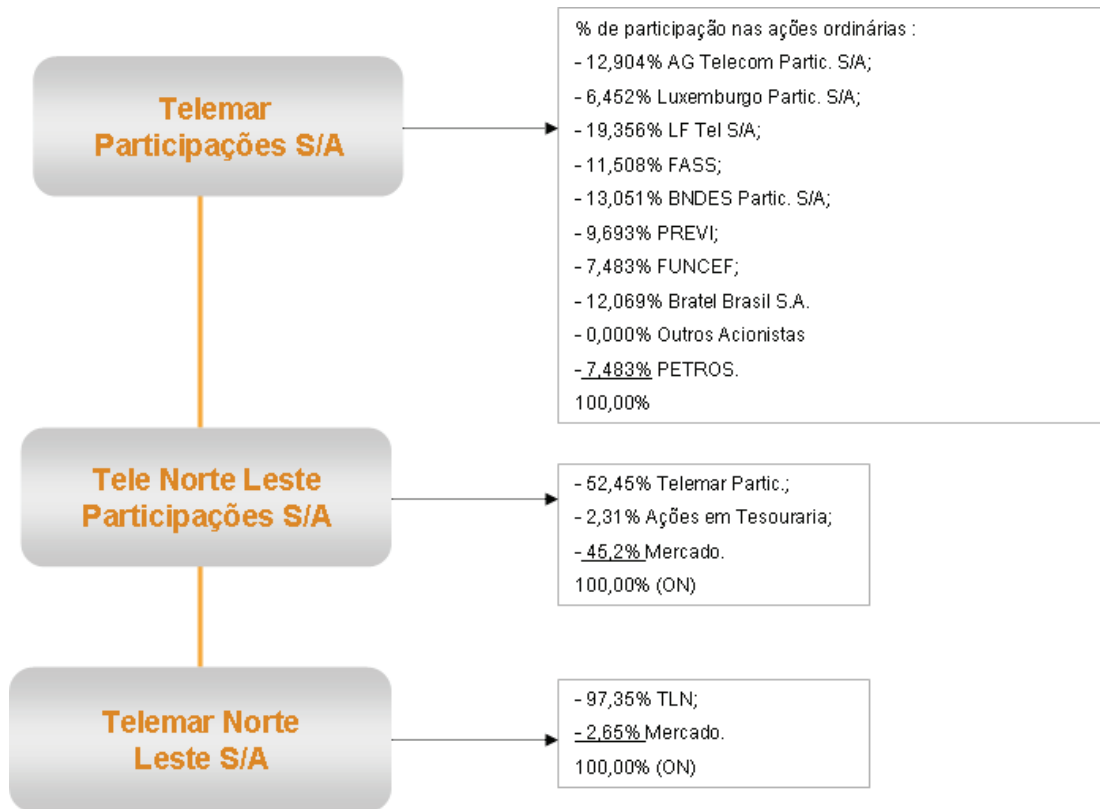 Telemar
Participações S/A
% de participação nas ações ordinárias :
- 12,904% AG Telecom Partic. S/A;
- 6,452% Luxemburgo Partic. S/A;
- 19,356% LF Tel S/A;
- 11,508% FASS;
- 13,051% BNDES Partic. S/A;
- 9,693% PREVI;
- 7,483% FUNCEF;
- 12,069% Bratel Brasil S.A.
- 0,000% Outros Acionistas
- 7,483% PETROS.
100,00%
Tele Norte Leste
Participações S/A
- 52,45% Telemar Partic.;
- 2,31% Ações em Tesouraria;
- 45,2% Mercado.
100,00% (ON)
Telemar Norte
Leste S/A
- 97,35% TLN;
- 2,65% Mercado.
100,00% (ON)